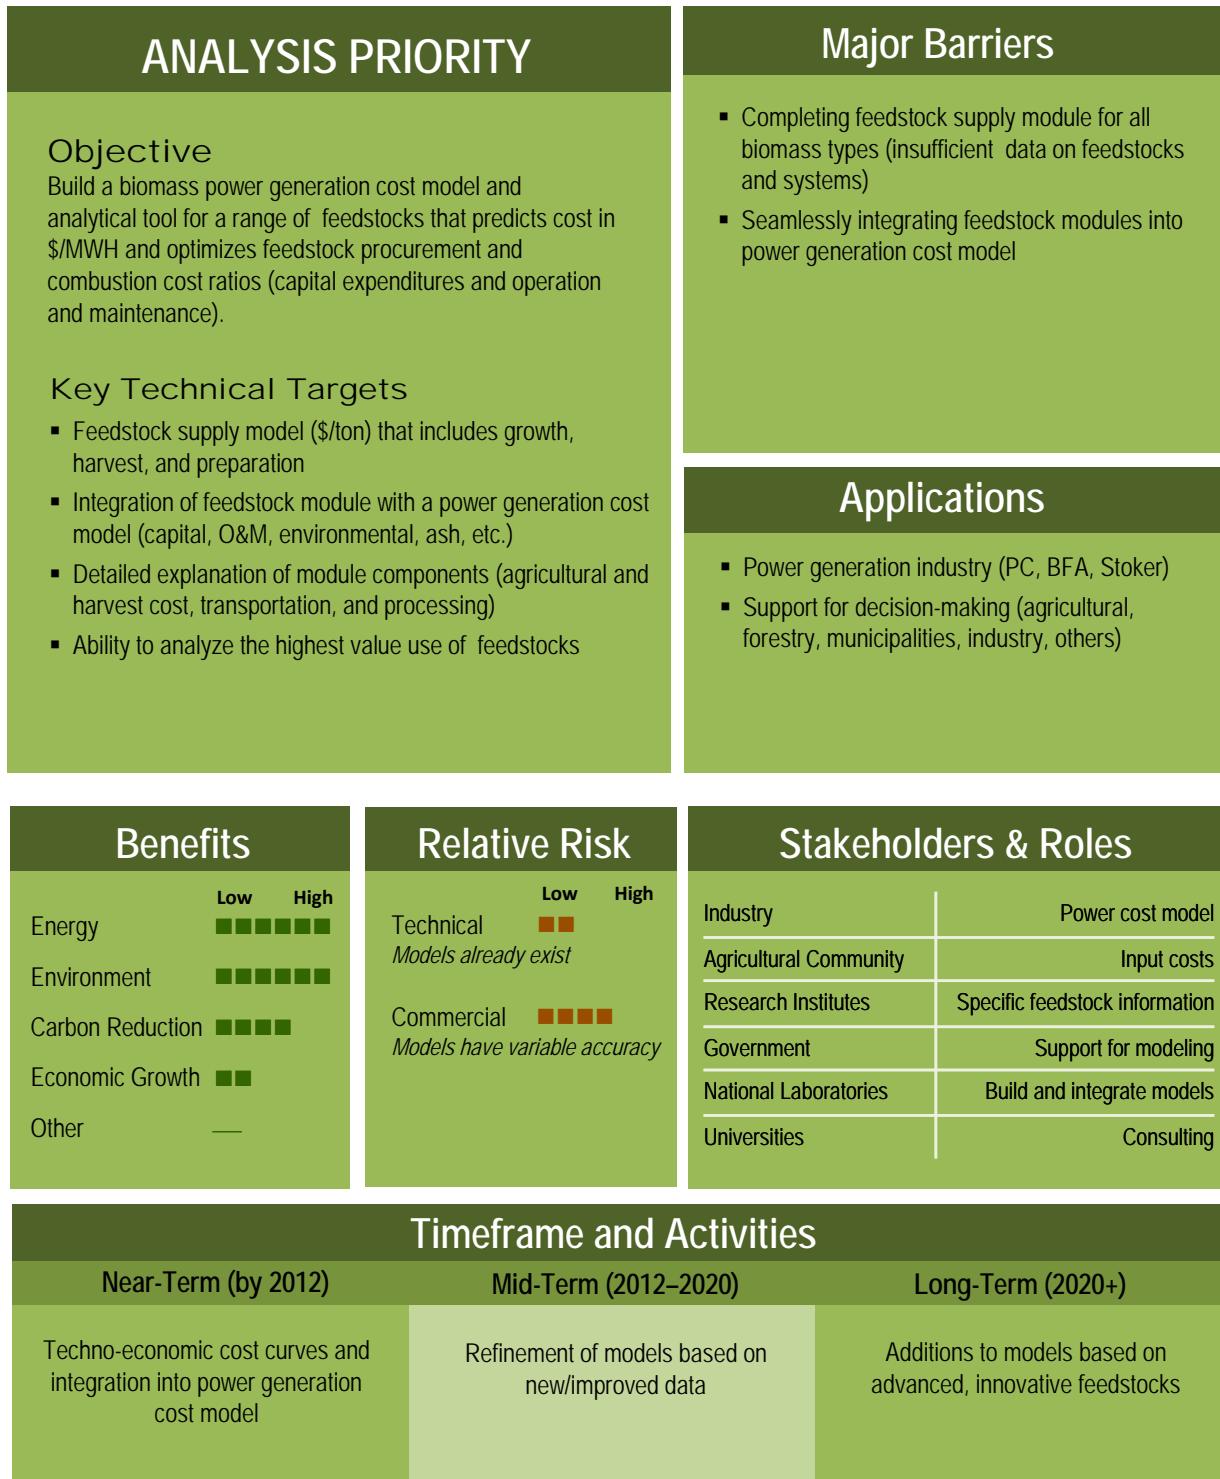 ANALYSIS PRIORITY
Objective
Build a biomass power generation cost model and
analytical tool for a range of feedstocks that predicts cost in
$/MWH and optimizes feedstock procurement and
combustion cost ratios (capital expenditures and operation
and maintenance).
Key Technical Targets
▪ Feedstock supply model ($/ton) that includes growth,
harvest, and preparation
▪ Integration of feedstock module with a power generation cost
model (capital, O&M, environmental, ash, etc.)
▪ Detailed explanation of module components (agricultural and
harvest cost, transportation, and processing)
▪ Ability to analyze the highest value use of feedstocks
Major Barriers
▪ Completing feedstock supply module for all
biomass types (insufficient data on feedstocks
and systems)
▪ Seamlessly integrating feedstock modules into
power generation cost model
Applications
▪ Power generation industry (PC, BFA, Stoker)
▪ Support for decision-making (agricultural,
forestry, municipalities, industry, others)
Benefits
Low High
Energy
Environment
Carbon Reduction
Economic Growth
Other —
Relative Risk
Low High
Technical
Models already exist
Commercial
Models have variable accuracy
Stakeholders & Roles
Industry Power cost model
Agricultural Community Input costs
Research Institutes Specific feedstock information
Government Support for modeling
National Laboratories Build and integrate models
Universities Consulting
Timeframe and Activities
Near-Term (by 2012)
Techno-economic cost curves and
integration into power generation
cost model
Mid-Term (2012–2020)
Refinement of models based on
new/improved data
Long-Term (2020+)
Additions to models based on
advanced, innovative feedstocks